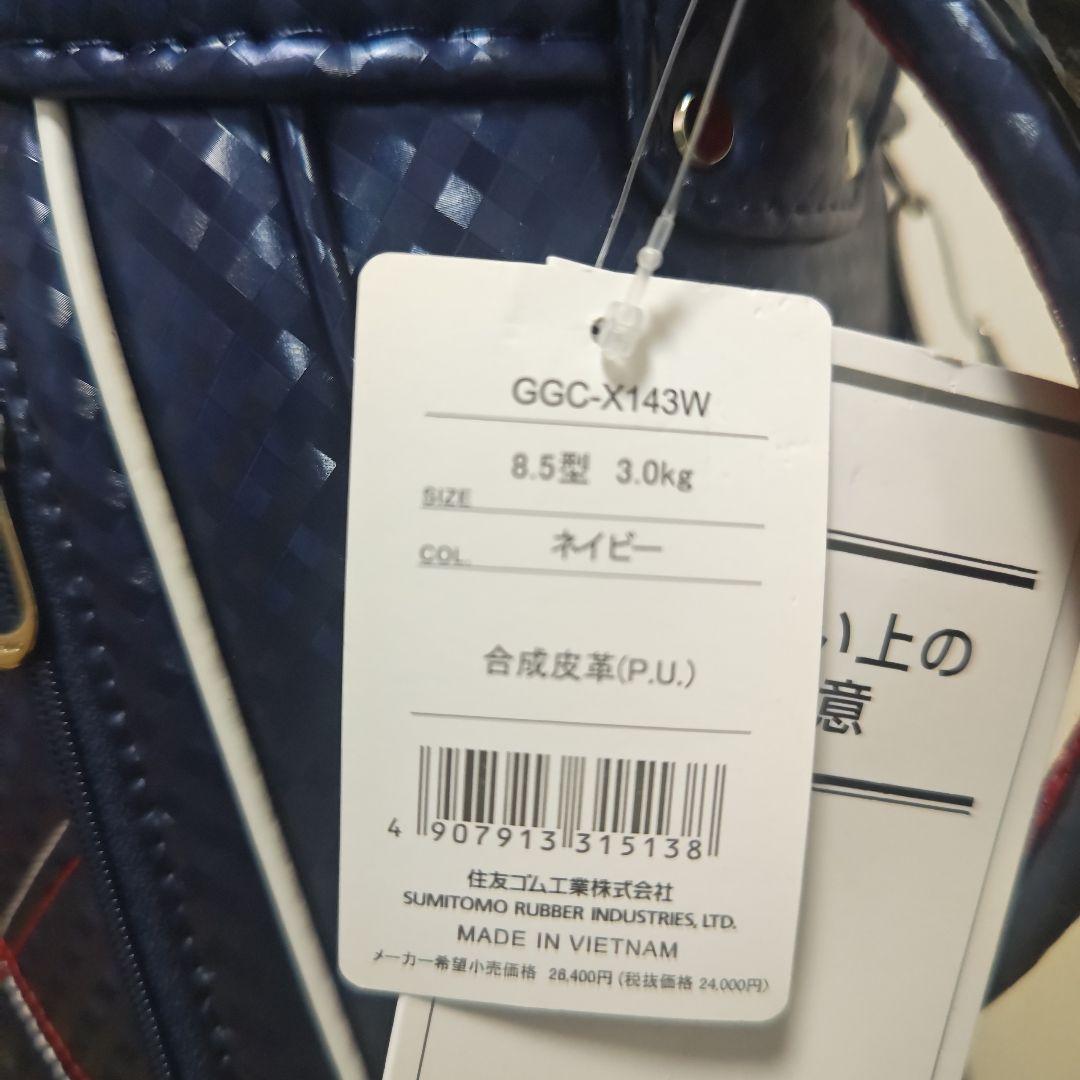 GGC-X143W
8.5型 3.0kg
SIZE
ネイビー
COL.
合成皮革(P.U.)
4 907913 315138
住友ゴム工業株式会社
SUMITOMO RUBBER INDUSTRIES, LTD.
MADE IN VIETNAM
メーカー希望小売価格 26,400円 (税抜価格 24,000円)
い上の
意